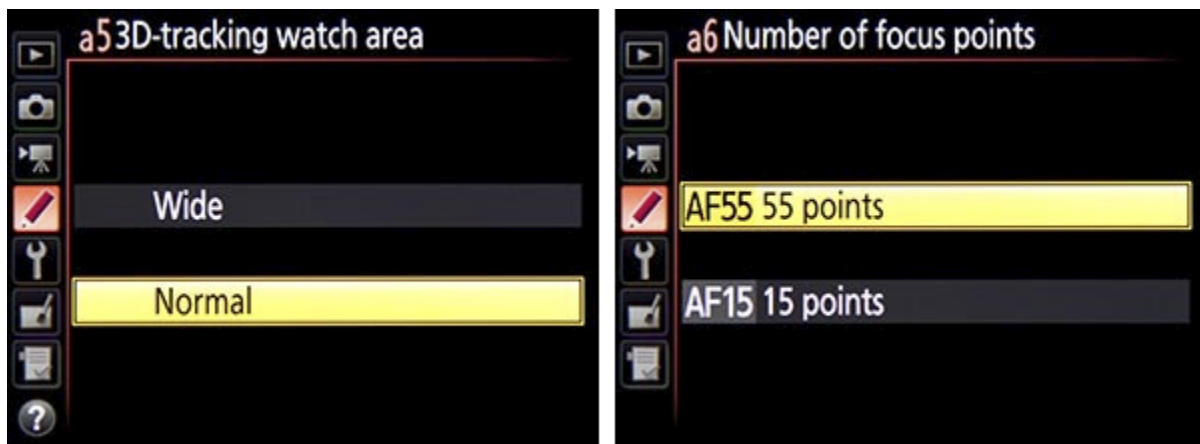 a5 3D-tracking watch area
Wide
Normal
?
a6 Number of focus points
AF55 55 points
AF15 15 points